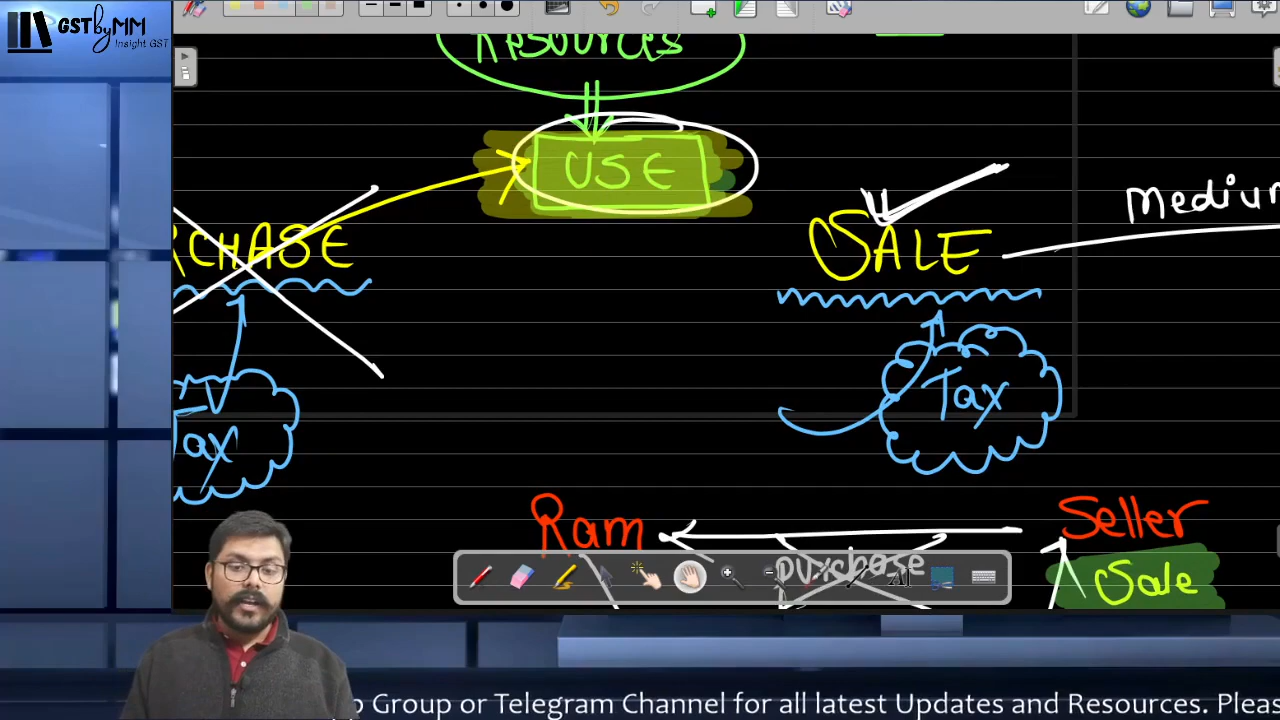 GSTbyMM
Insight GST
Resources
USE
medium
RCHASE
SALE
Tax
Tax
Ram
Seller
purchase
Sale
p Group or Telegram Channel for all latest Updates and Resources. Pleas